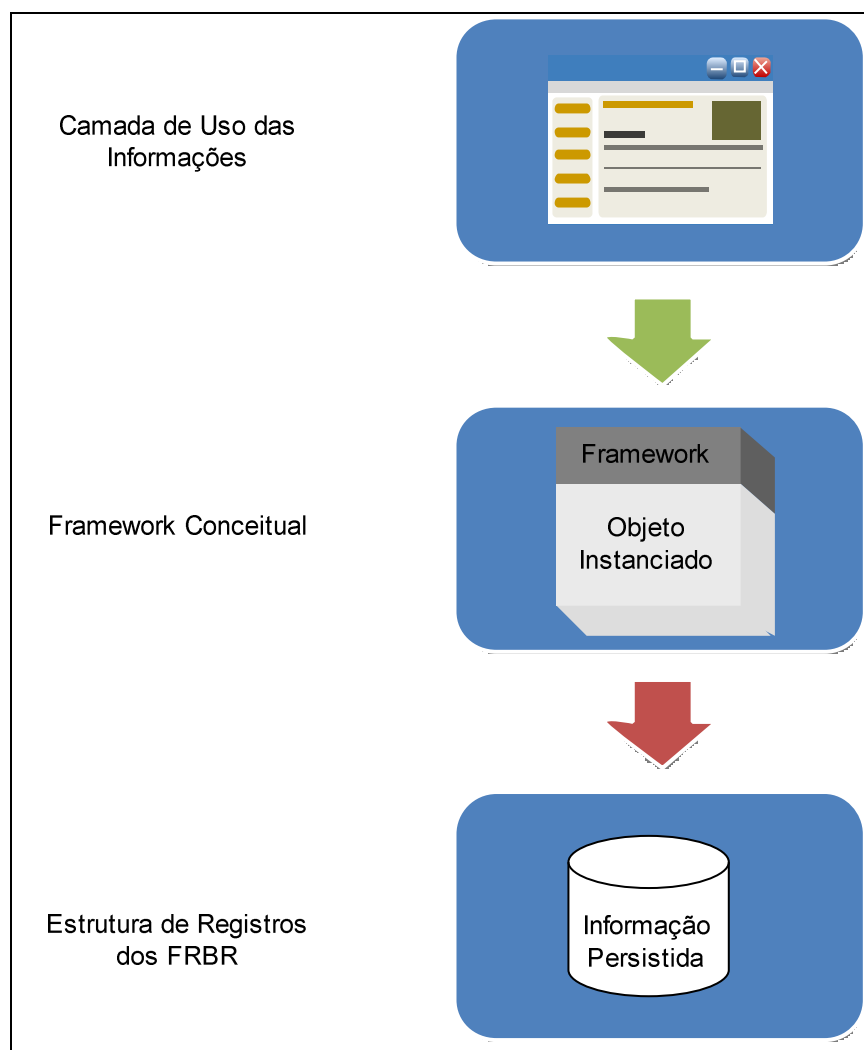 Camada de Uso das
Informações
Framework
Objeto
Instanciado
Framework Conceitual
Informação
Persistida
Estrutura de Registros
dos FRBR